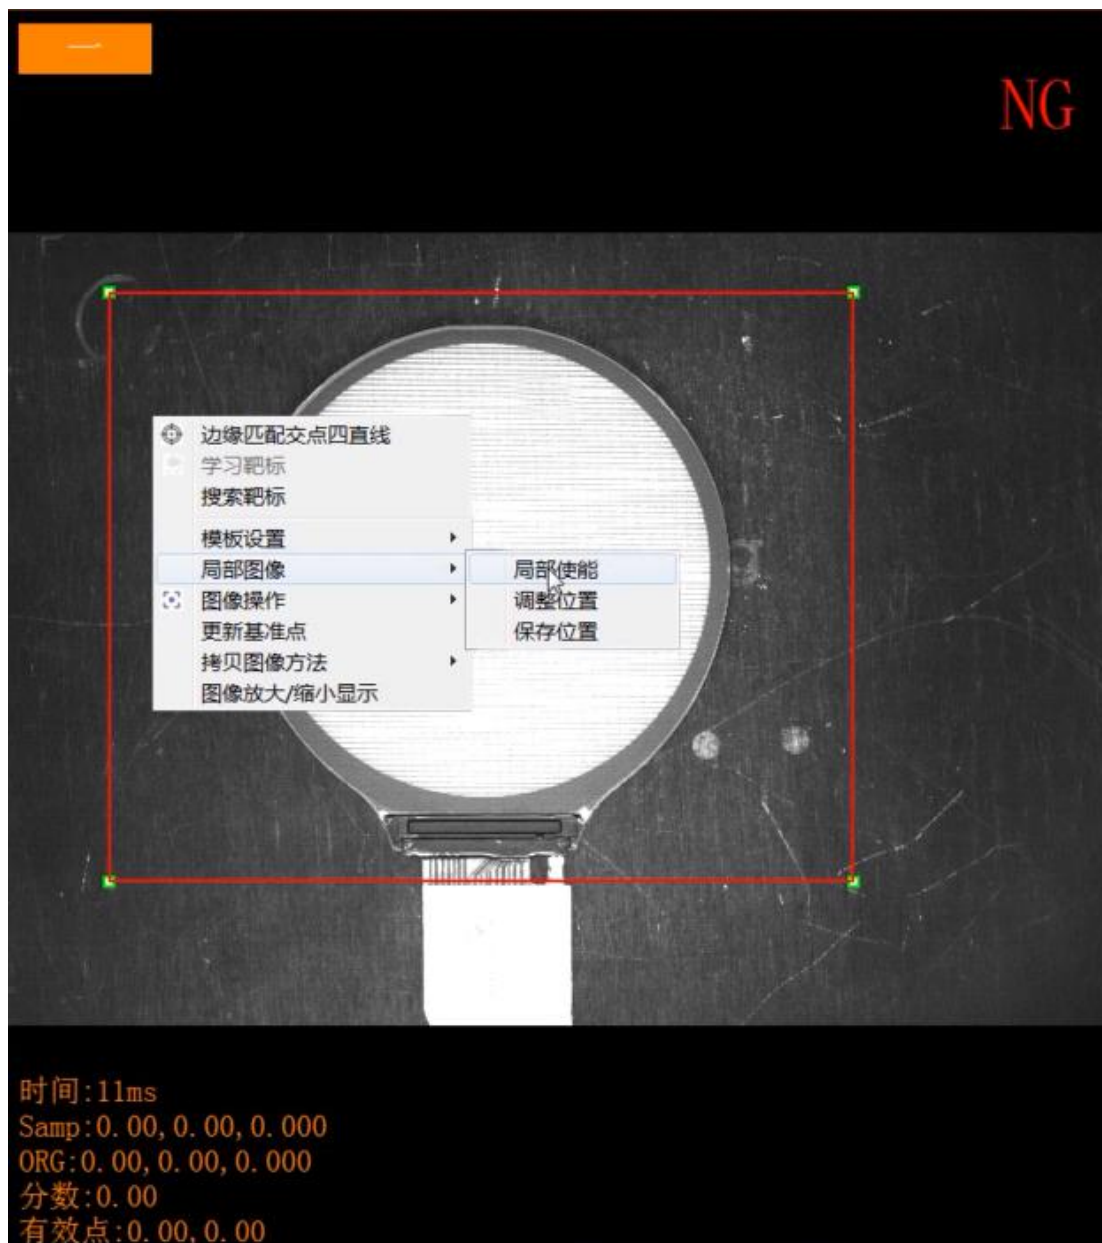 NG
边缘匹配交点四直线
学习靶标
搜索靶标
模板设置
局部图像
图像操作
更新基准点
拷贝图像方法
图像放大/缩小显示
局部使能
调整位置
保存位置
时间:11ms
Samp:0.00,0.00,0.000
ORG:0.00,0.00,0.000
分数:0.00
有效点:0.00,0.00